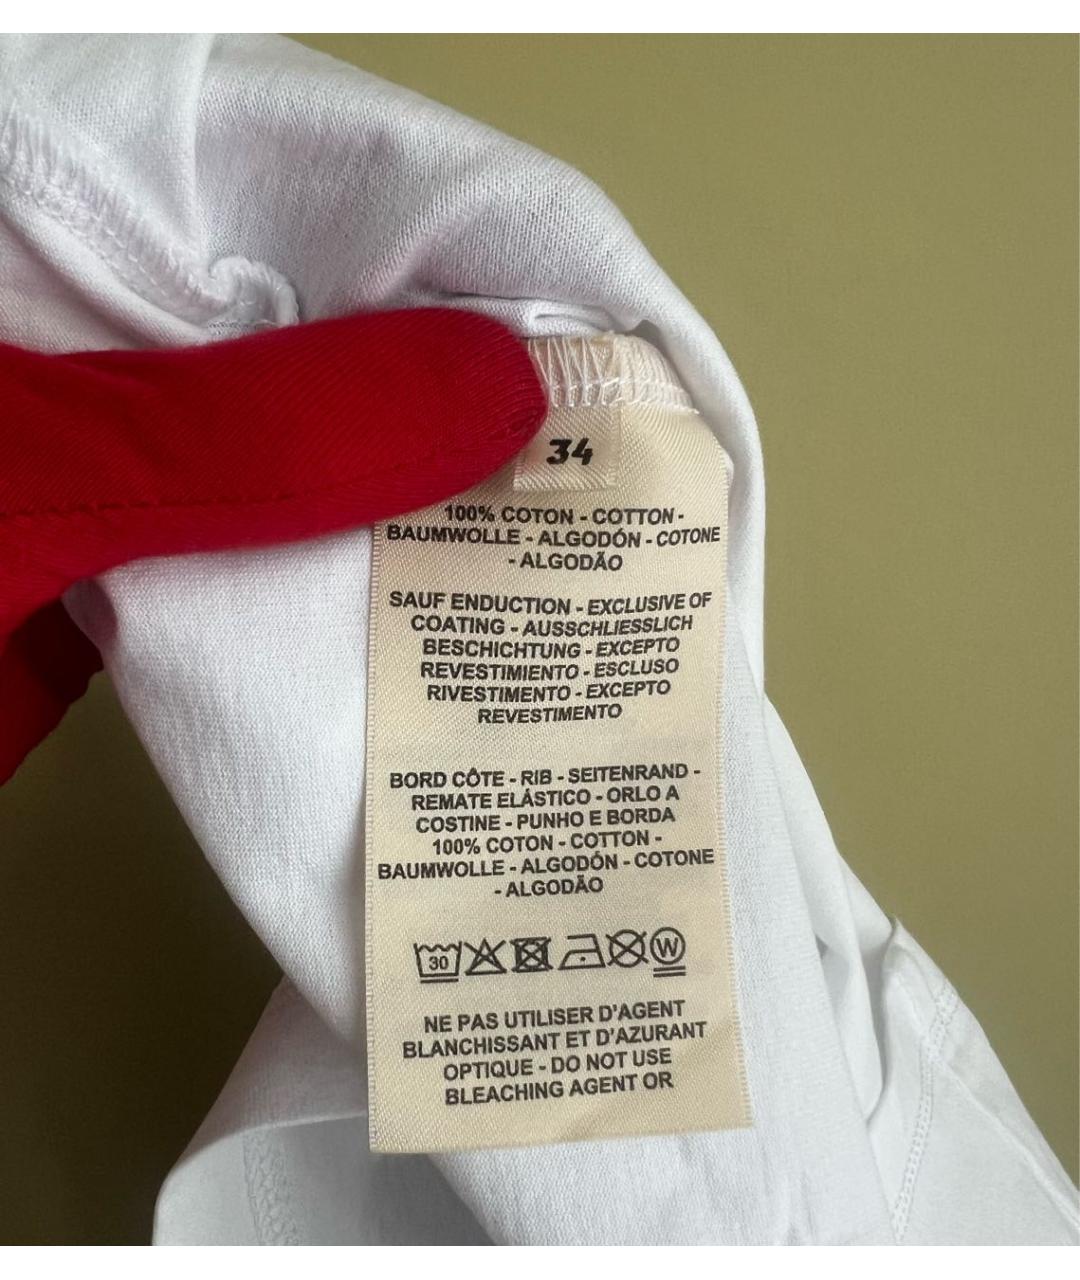 34
100% COTON - COTTON -
BAUMWOLLE - ALGODÓN - COTONE
- ALGODÃO
SAUF ENDUCTION - EXCLUSIVE OF
COATING - AUSSCHLIESSLICH
BESCHICHTUNG - EXCEPTO
REVESTIMIENTO - ESCLUSO
RIVESTIMENTO - EXCEPTO
REVESTIMENTO
BORD CÔTE - RIB - SEITENRAND -
REMATE ELÁSTICO - ORLO A
COSTINE - PUNHO E BORDA
100% COTON - COTTON -
BAUMWOLLE - ALGODÓN - COTONE
- ALGODÃO
30 W
NE PAS UTILISER D'AGENT
BLANCHISSANT ET D'AZURANT
OPTIQUE - DO NOT USE
BLEACHING AGENT OR